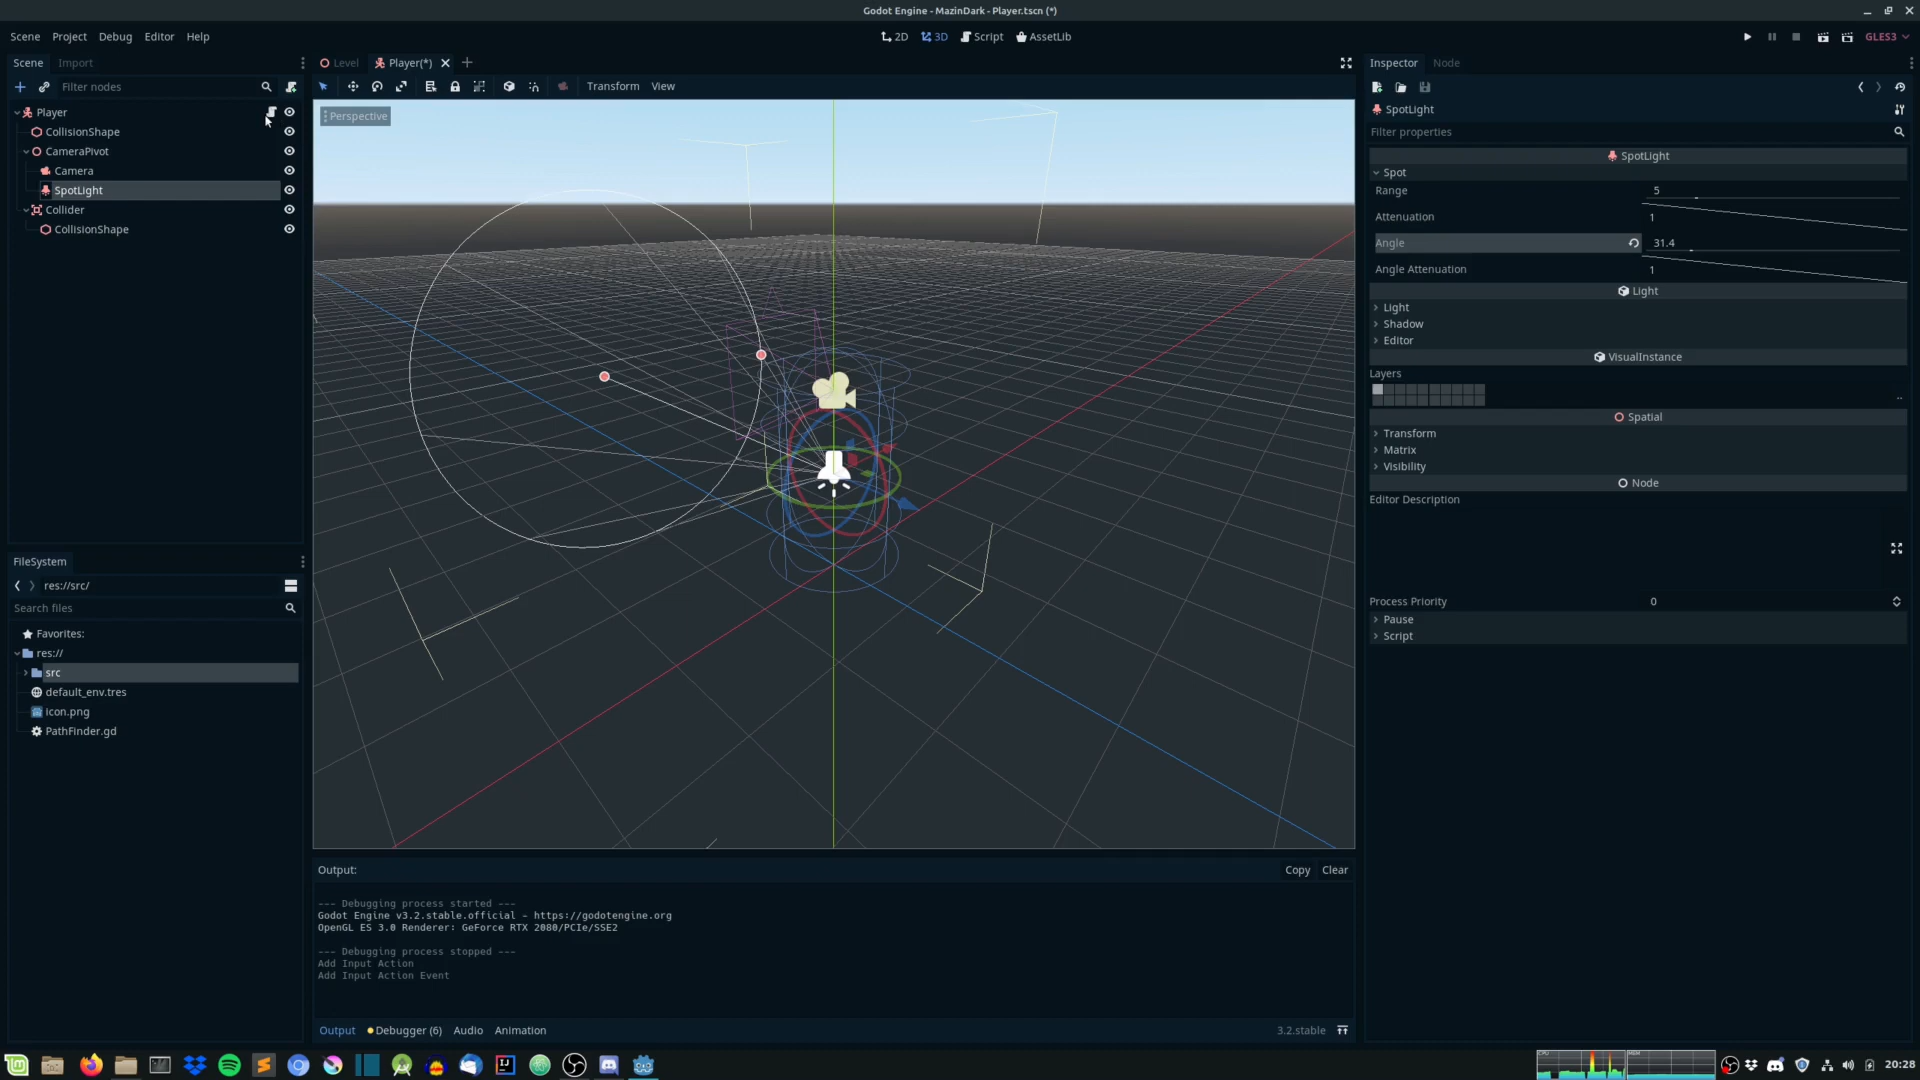 Godot Engine - MazinDark - Player.tscn (*)
Scene Project Debug Editor Help
2D 3D Script AssetLib
GLES3
Scene Import
Filter nodes
Player
CollisionShape
CameraPivot
Camera
SpotLight
Collider
CollisionShape
FileSystem
res://src/
Search files
Favorites:
res://
src
default_env.tres
icon.png
PathFinder.gd
Level Player(*)
Transform View
Perspective
Output:
Copy Clear
--- Debugging process started ---
Godot Engine v3.2.stable.official - https://godotengine.org
OpenGL ES 3.0 Renderer: GeForce RTX 2080/PCIe/SSE2
--- Debugging process stopped ---
Add Input Action
Add Input Action Event
Output Debugger (6) Audio Animation
3.2.stable
Inspector Node
SpotLight
Filter properties
SpotLight
Spot
Range 5
Attenuation 1
Angle 31.4
Angle Attenuation 1
Light
Light
Shadow
Editor
VisualInstance
Layers
..
Spatial
Transform
Matrix
Visibility
Node
Editor Description
Process Priority 0
Pause
Script
CPU
MEM
20:28